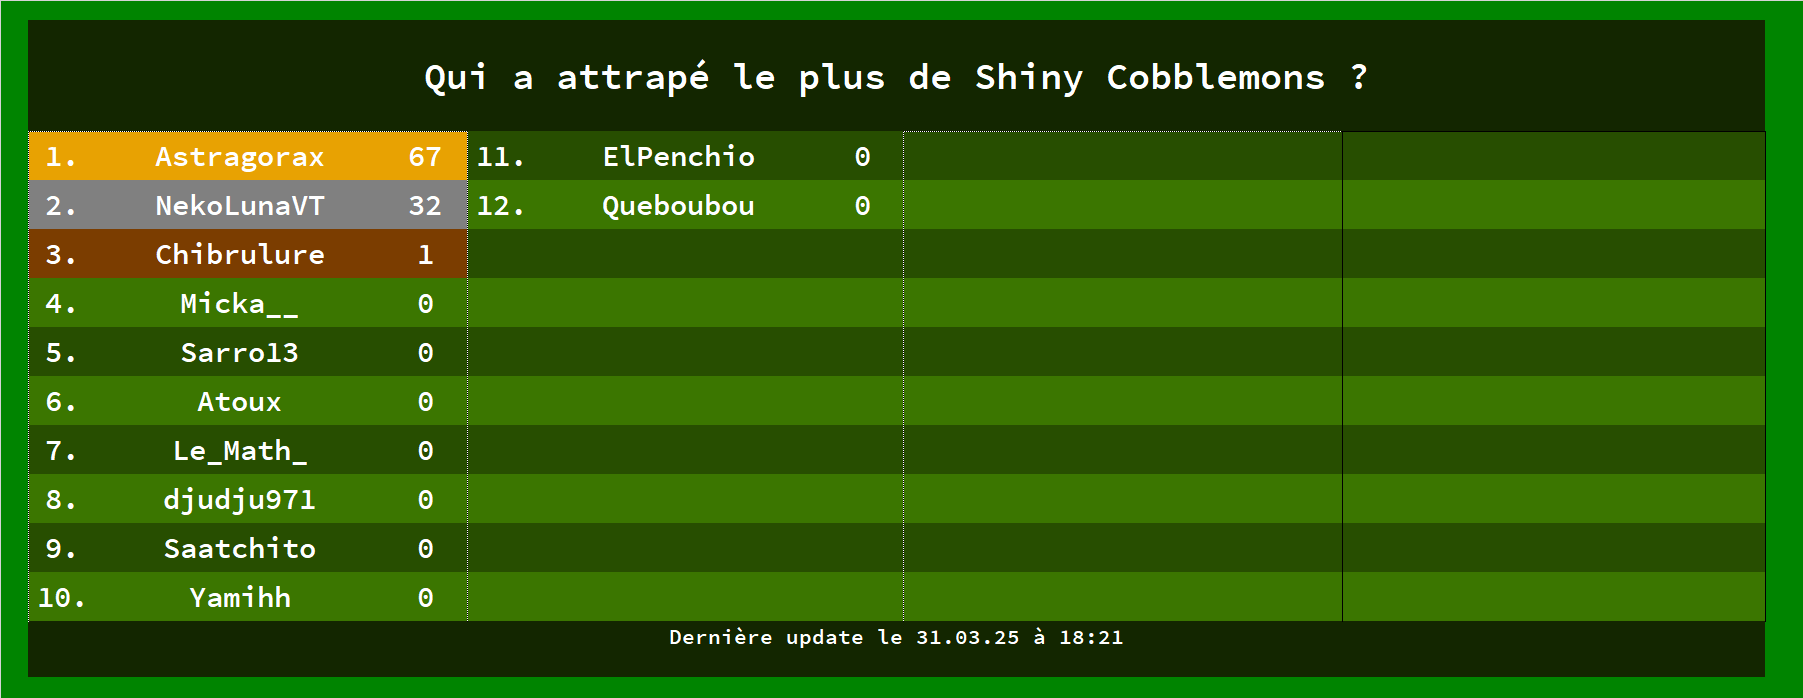 Qui a attrapé le plus de Shiny Cobblemons ?
1. Astragorax 67
2. NekoLunaVT 32
3. Chibrulure 1
4. Micka__ 0
5. Sarro13 0
6. Atoux 0
7. Le_Math_ 0
8. djudju971 0
9. Saatchito 0
10. Yamihh 0
11. ElPenchio 0
12. Queboubou 0
Dernière update le 31.03.25 à 18:21